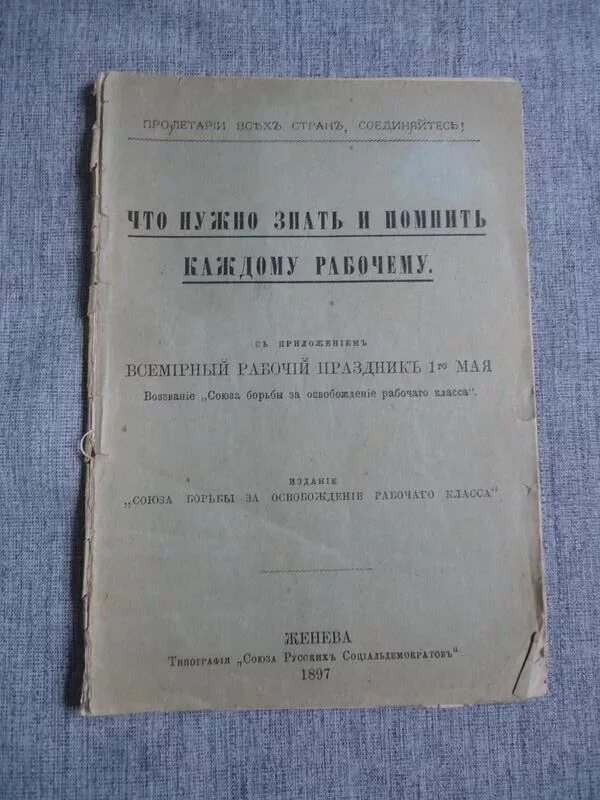 ПРОЛЕТАРІИ ВСѢХЪ СТРАНЪ, СОЕДИНЯЙТЕСЬ!
ЧТО НУЖНО ЗНАТЬ И ПОМНИТЬ
КАЖДОМУ РАБОЧЕМУ.
СЪ ПРИЛОЖЕНІЕМЪ
ВСЕМІРНЫЙ РАБОЧІЙ ПРАЗДНИКЪ 1го МАЯ
Воззваніе „Союза борьбы за освобожденіе рабочаго класса“.
ИЗДАНІЕ
„СОЮЗА БОРЬБЫ ЗА ОСВОБОЖДЕНІЕ РАБОЧАГО КЛАССА“
ЖЕНЕВА
Типографія „Союза Русскихъ Соціальдемократовъ“
1897